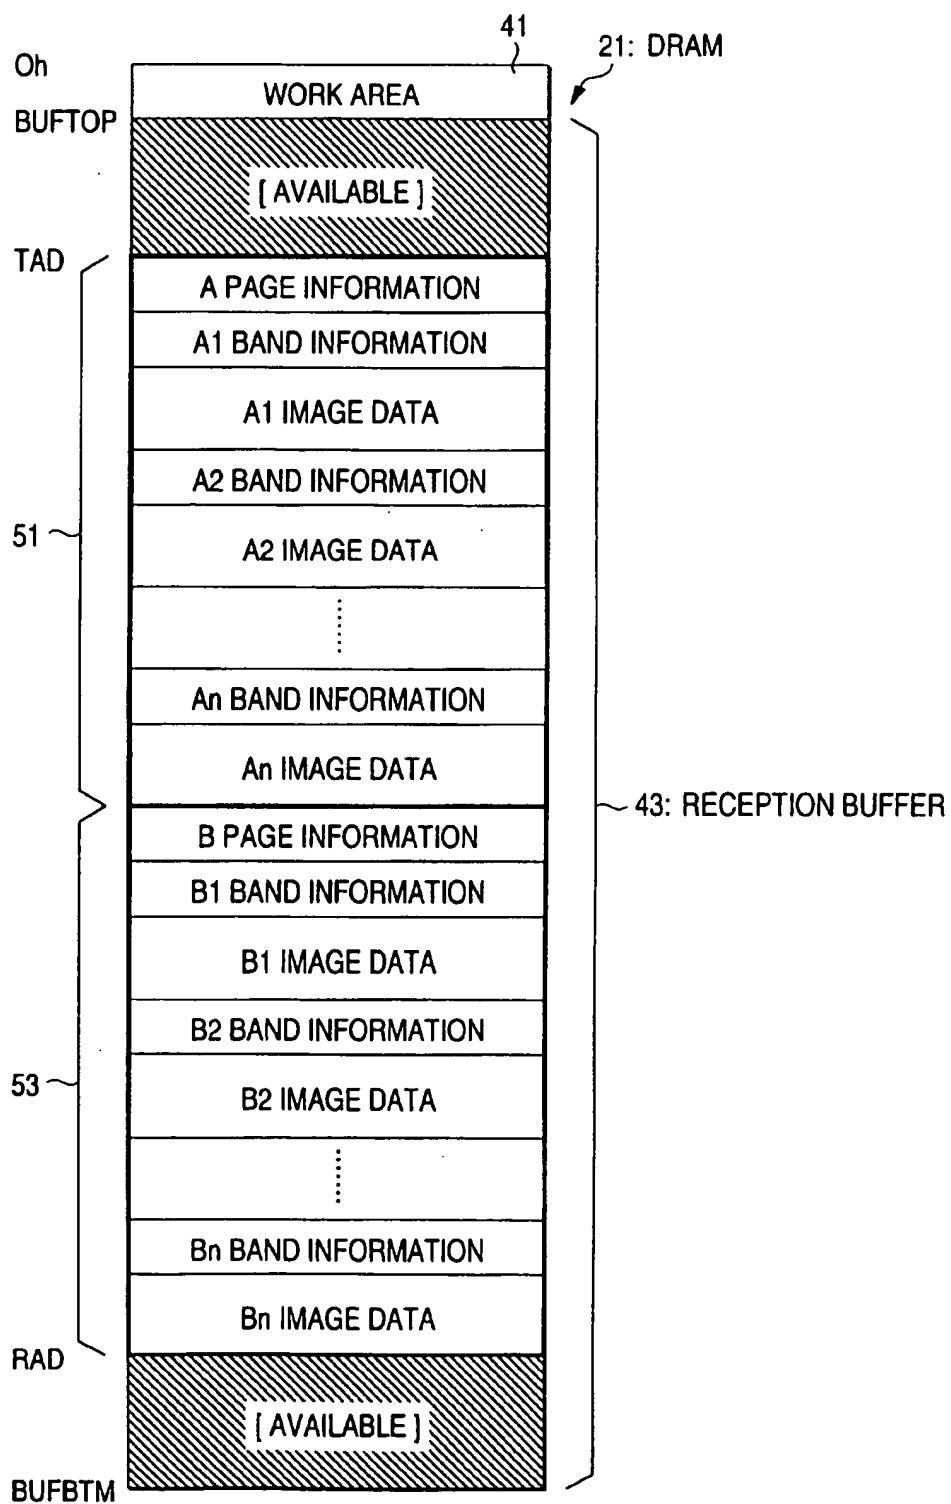 41
21: DRAM
Oh
WORK AREA
BUFTOP
[ AVAILABLE ]
TAD
A PAGE INFORMATION
A1 BAND INFORMATION
A1 IMAGE DATA
A2 BAND INFORMATION
51
A2 IMAGE DATA
An BAND INFORMATION
An IMAGE DATA
43: RECEPTION BUFFER
B PAGE INFORMATION
B1 BAND INFORMATION
B1 IMAGE DATA
B2 BAND INFORMATION
53
B2 IMAGE DATA
Bn BAND INFORMATION
Bn IMAGE DATA
RAD
[ AVAILABLE ]
BUFBTM